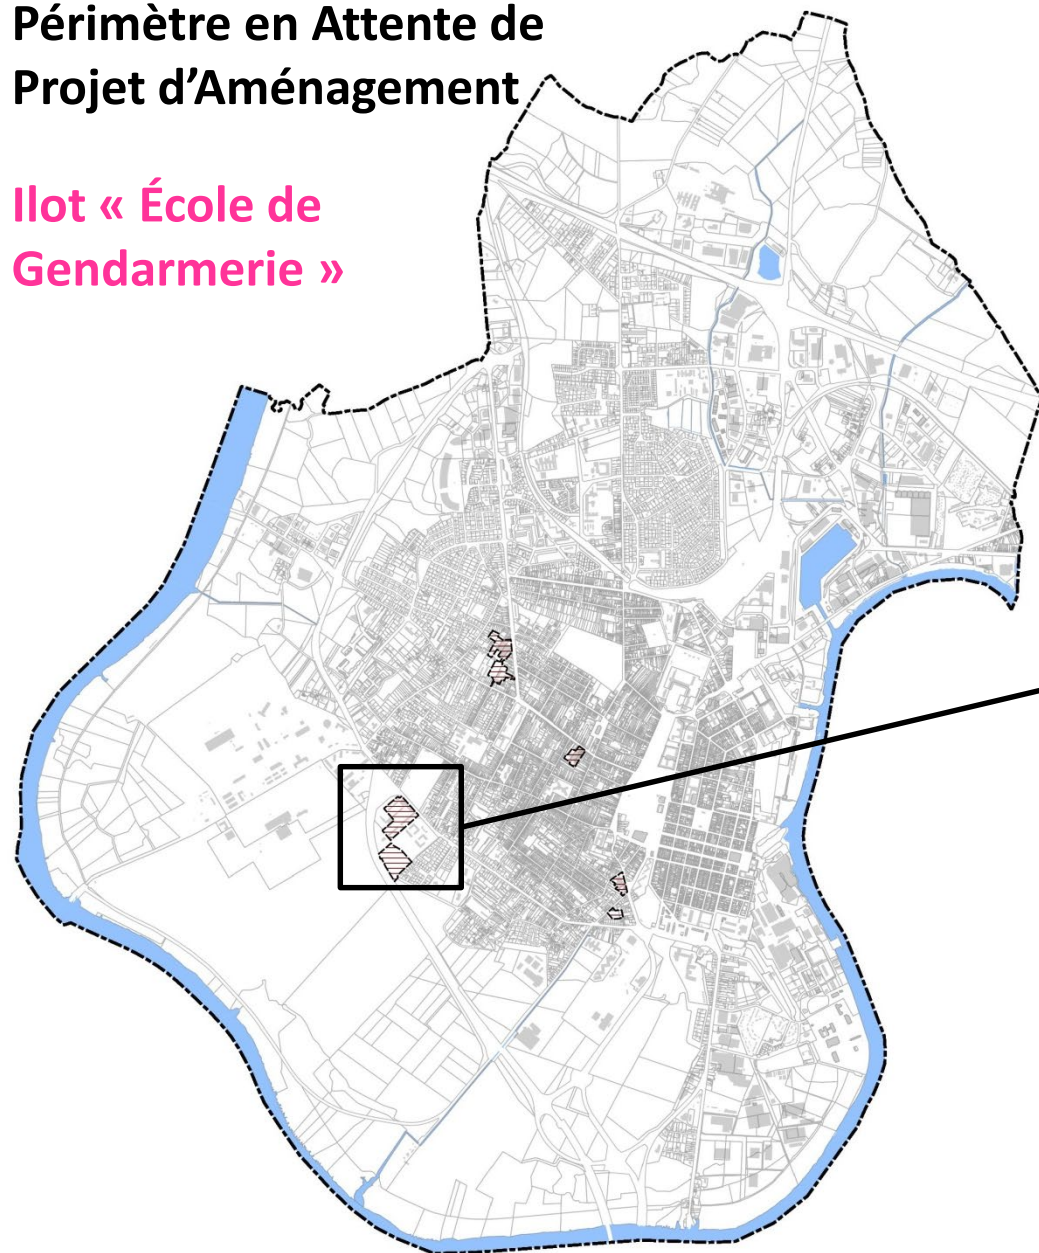 Périmètre en Attente de
Projet d’Aménagement
Ilot « École de
Gendarmerie »